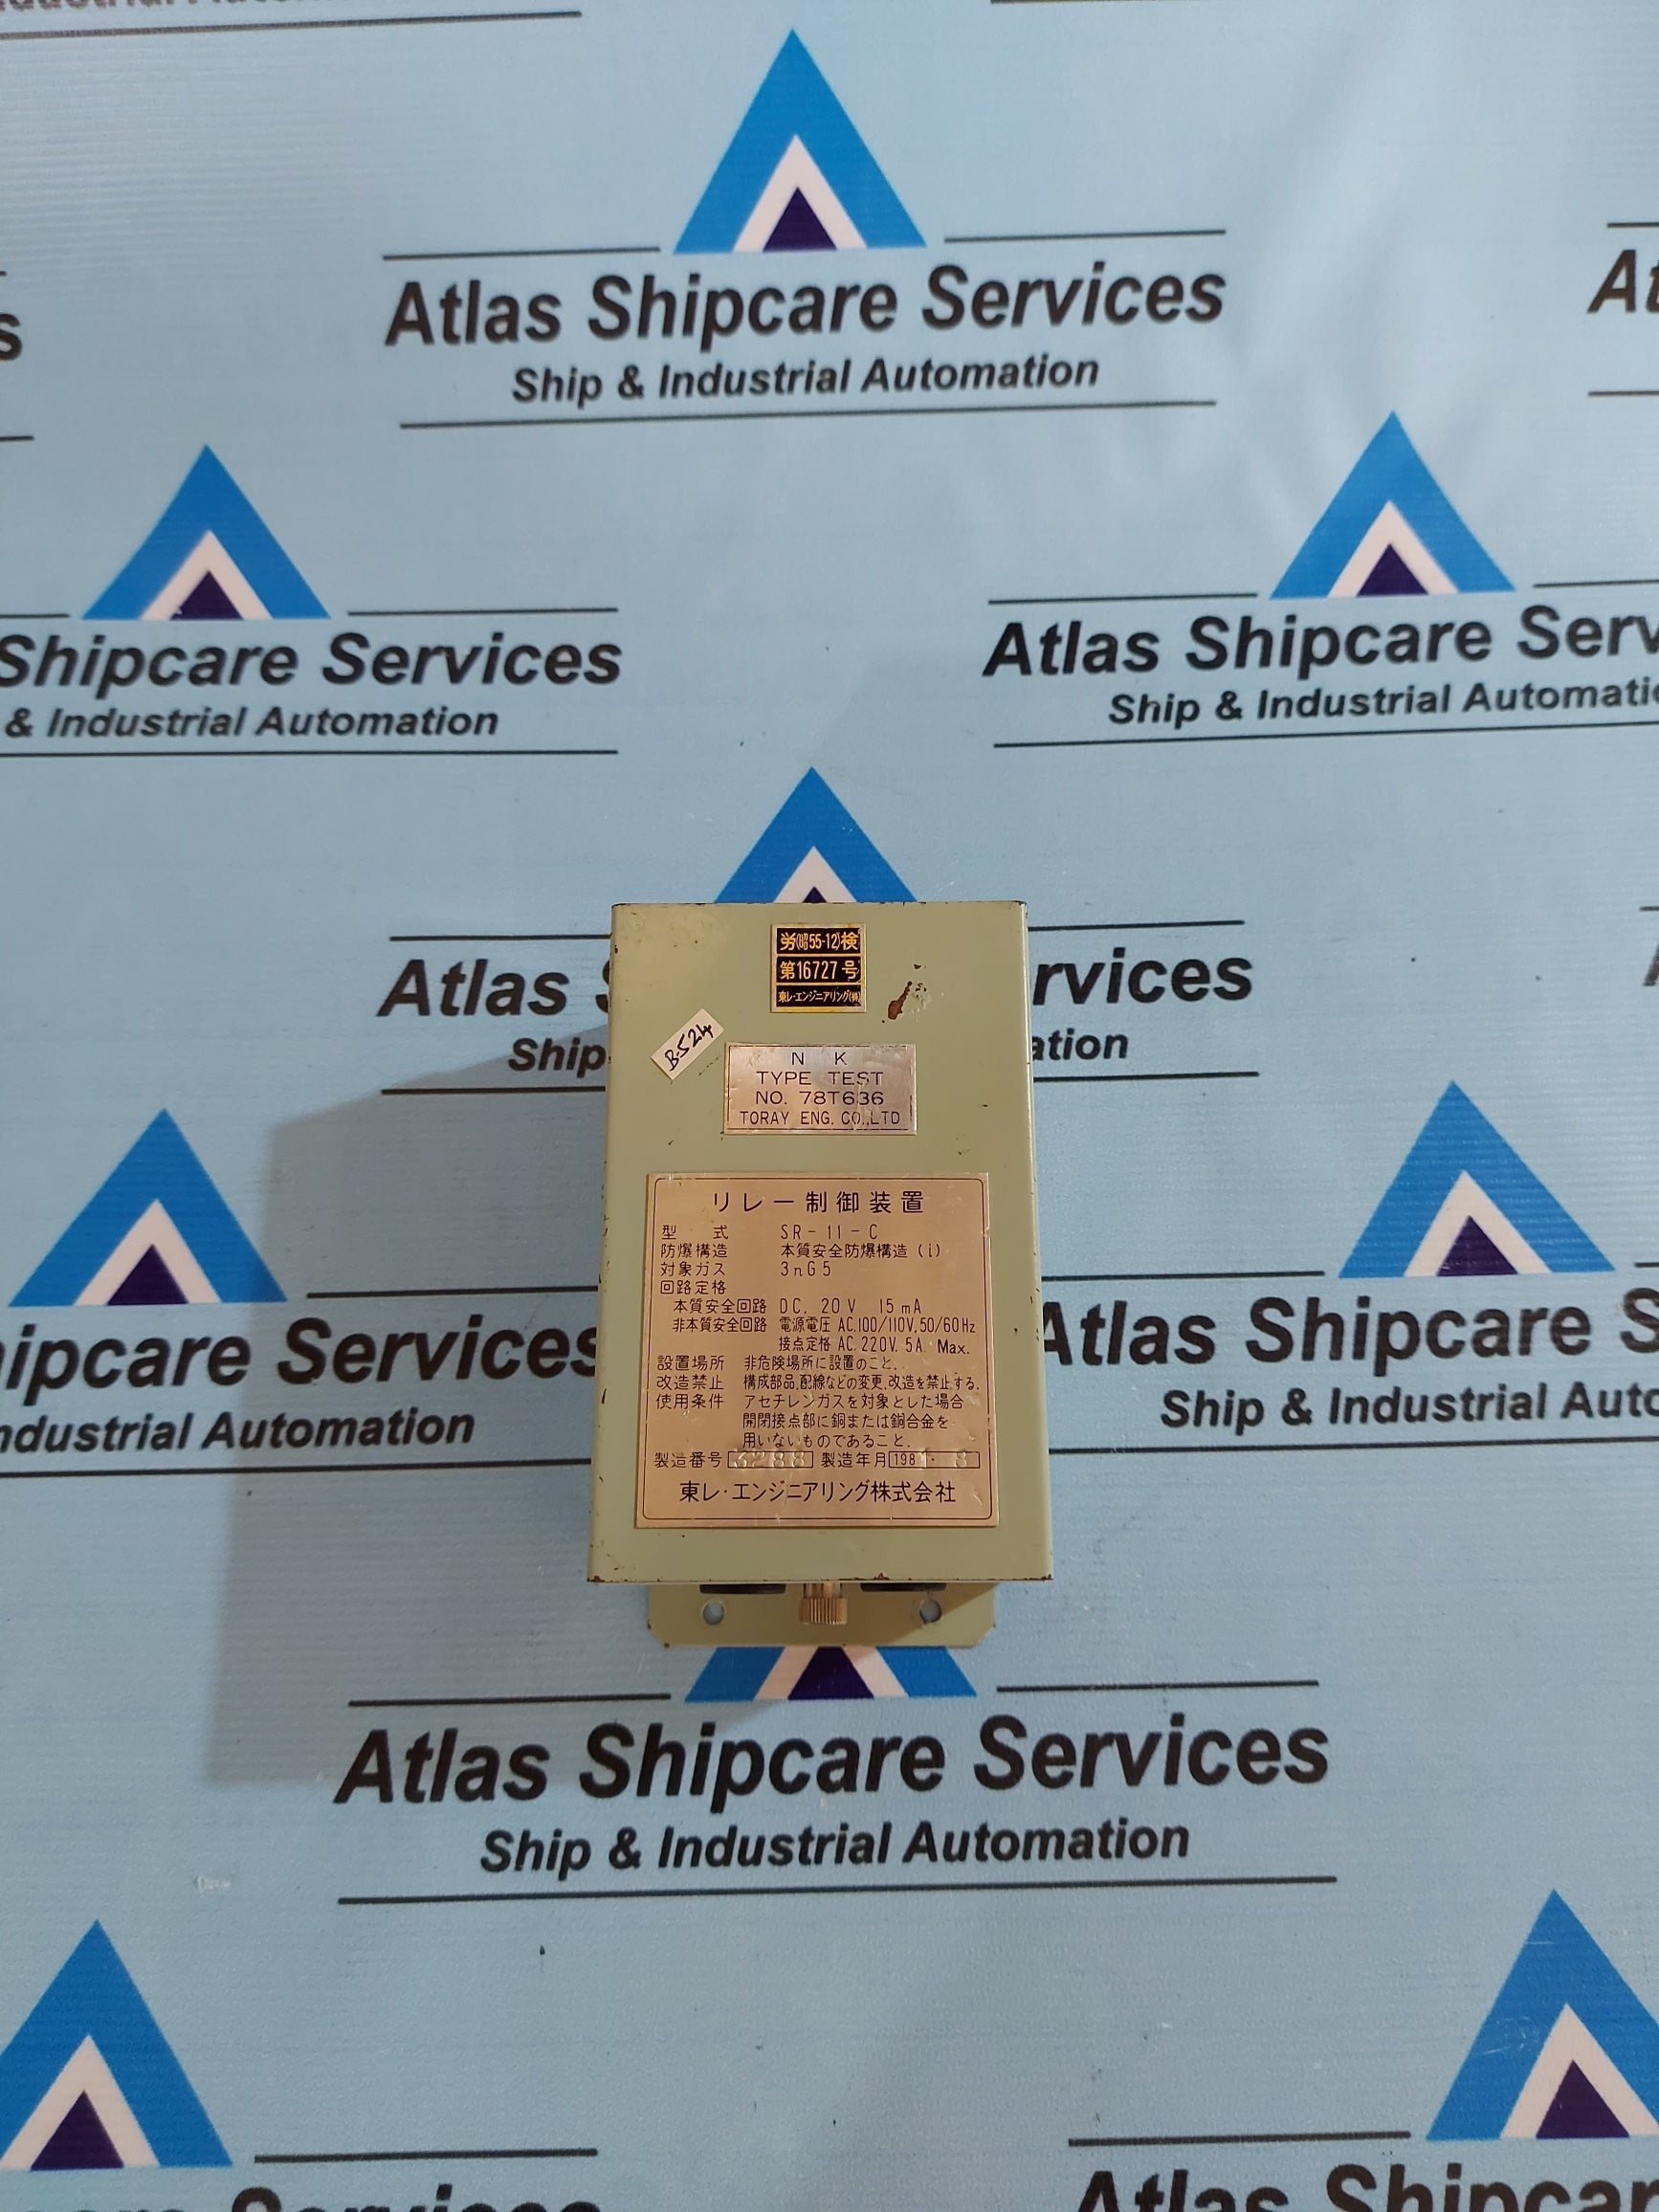 Atlas Shipcare Services
Ship & Industrial Automation
Shipcare Services
& Industrial Automation
Atlas Shipcare Serv
Ship & Industrial Automati
Atlas
rvices
Ship
ation
労(昭55-12)検
第16727号
東レ・エンジニアリング(株)
B.524
N K
TYPE TEST
NO. 78T636
TORAY ENG. CO.,LTD
リレー制御装置
型式 SR-11-C
防爆構造 本質安全防爆構造(i)
対象ガス 3nG5
回路定格
本質安全回路 DC. 20V 15mA
非本質安全回路 電源電圧 AC.100/110V,50/60Hz
接点定格 AC.220V.5A. Max.
設置場所 非危険場所に設置のこと.
改造禁止 構成部品,配線などの変更,改造を禁止する.
使用条件 アセチレンガスを対象とした場合
開閉接点部に銅または銅合金を
用いないものであること.
製造番号 製造年月
東レ・エンジニアリング株式会社
ipcare Services
ndustrial Automation
Atlas Shipcare S
Ship & Industrial Auto
Atlas Shipcare Services
Ship & Industrial Automation
care Services
Atlas Shipcar